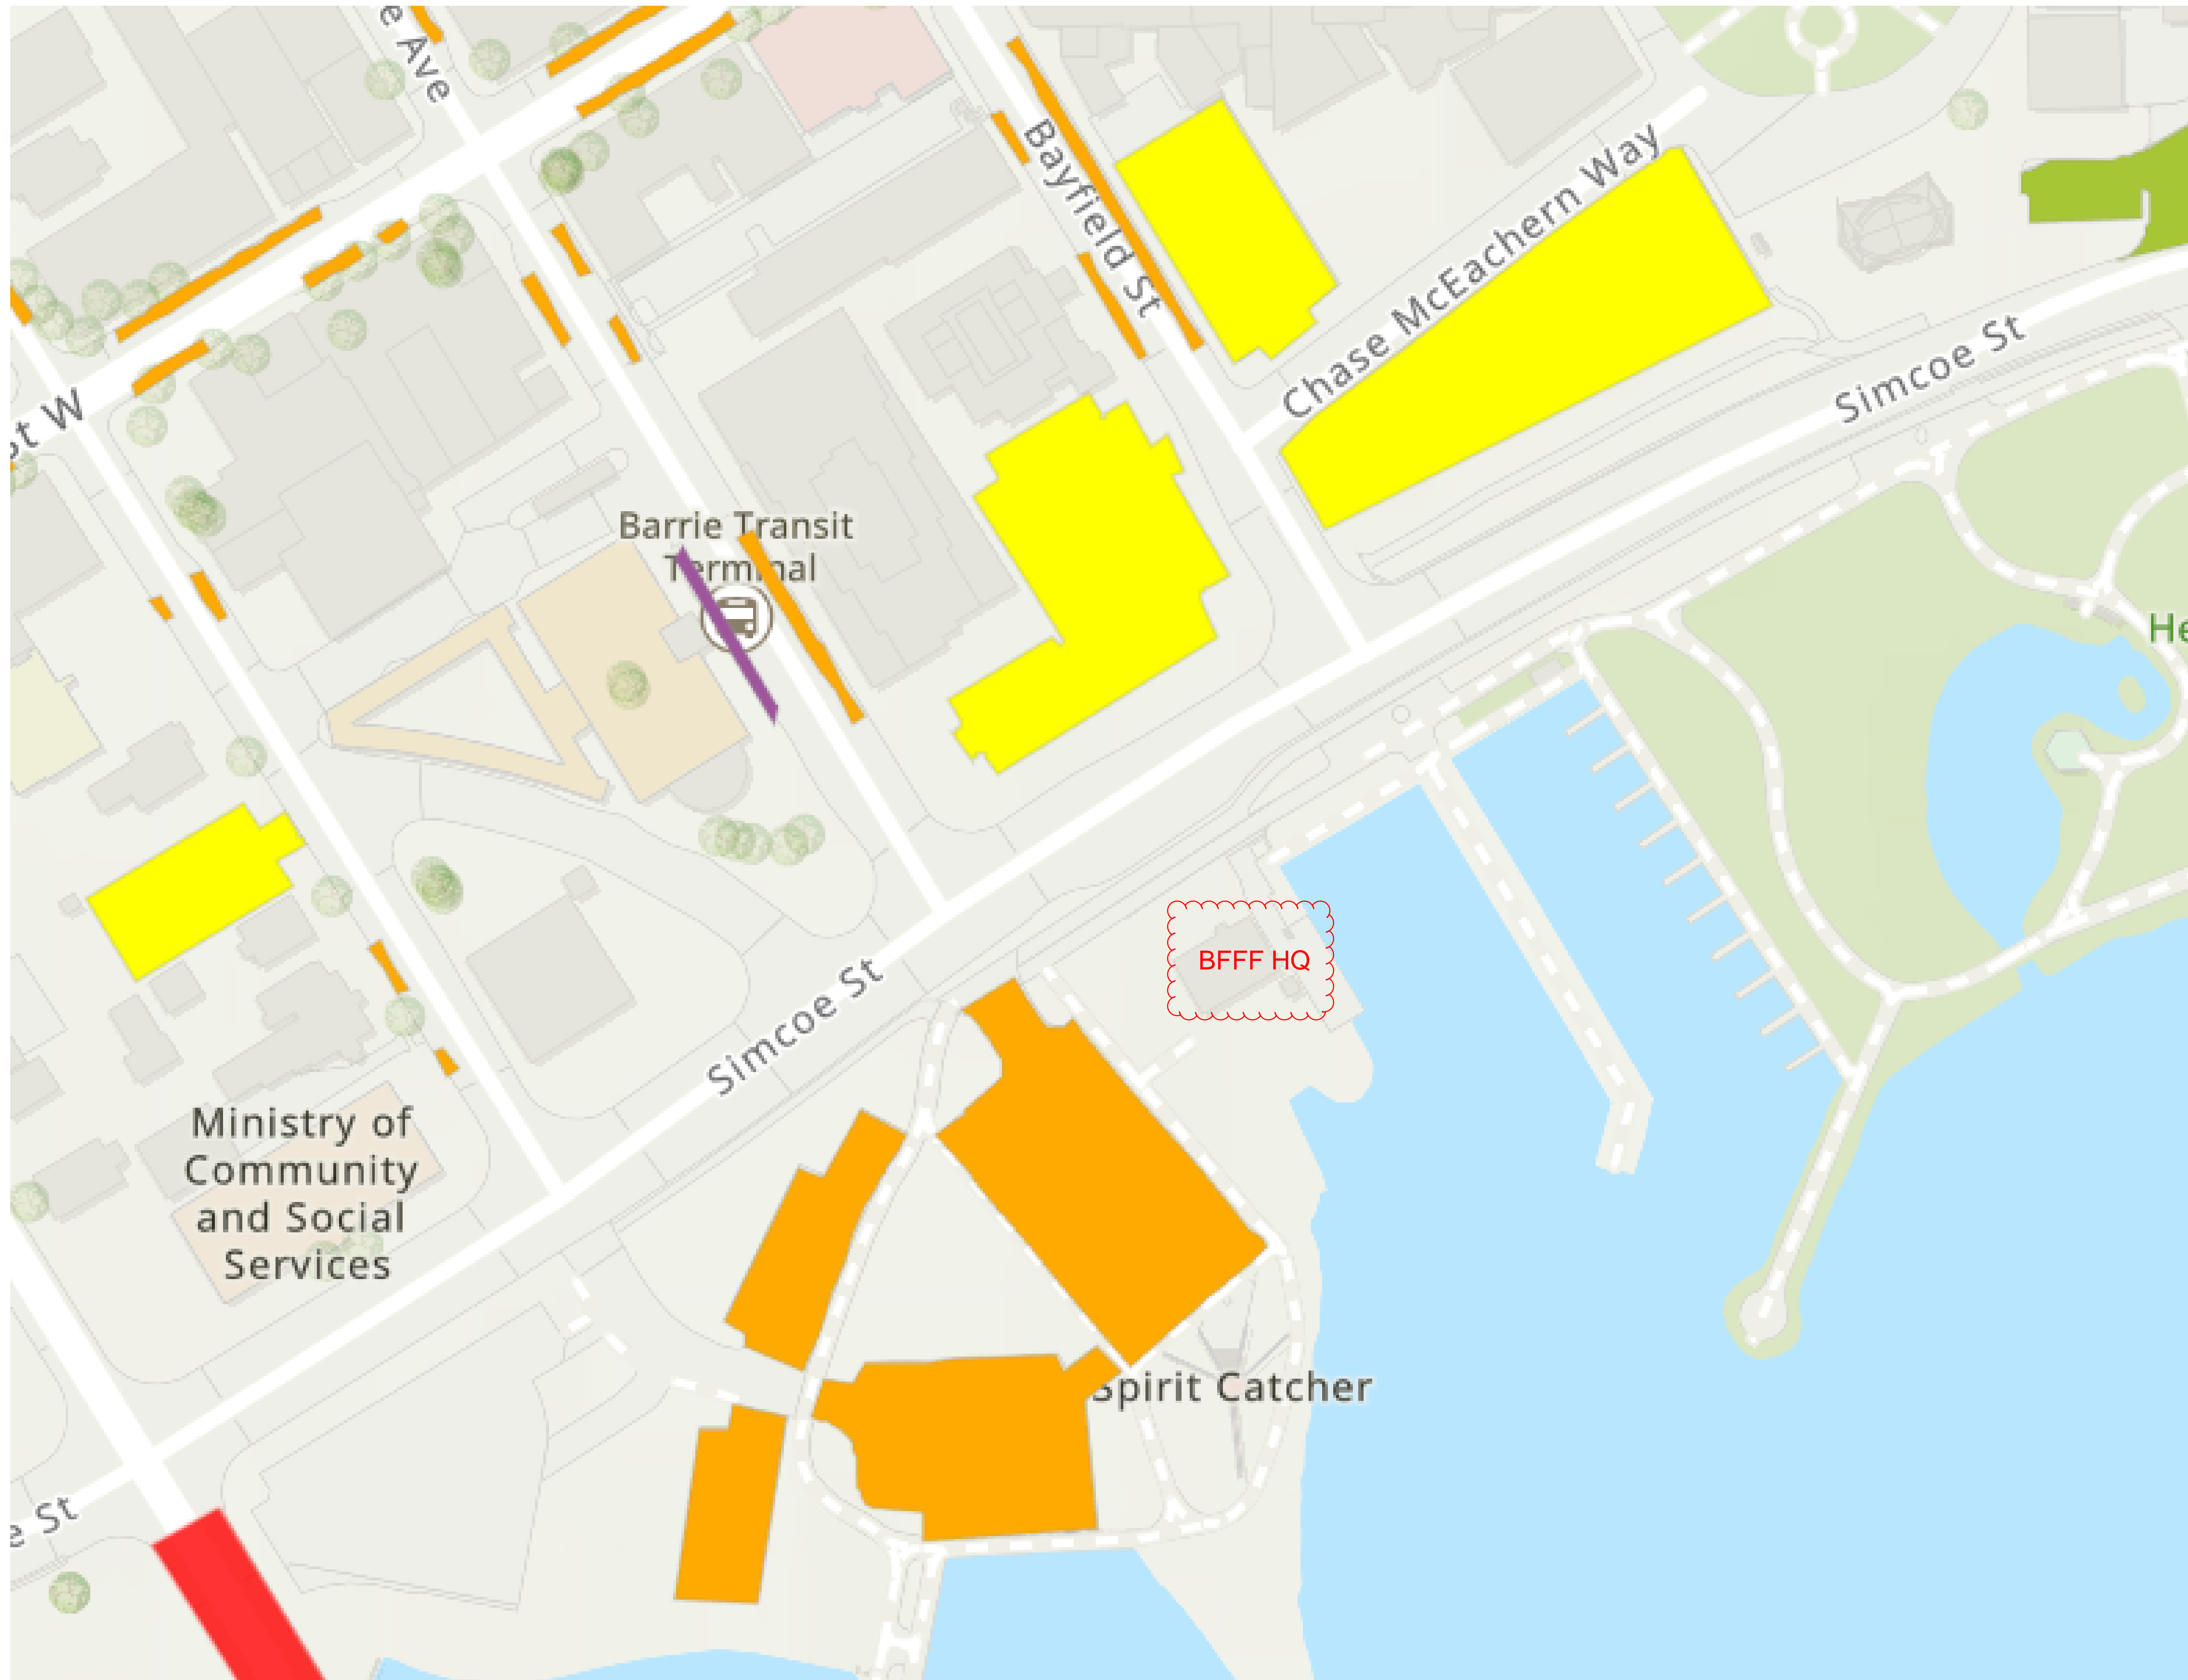 e Ave
Bayfield St
Chase McEachern Way
Simcoe St
St W
Barrie Transit
Terminal
He
BFFF HQ
Simcoe St
Ministry of
Community
and Social
Services
Spirit Catcher
e St